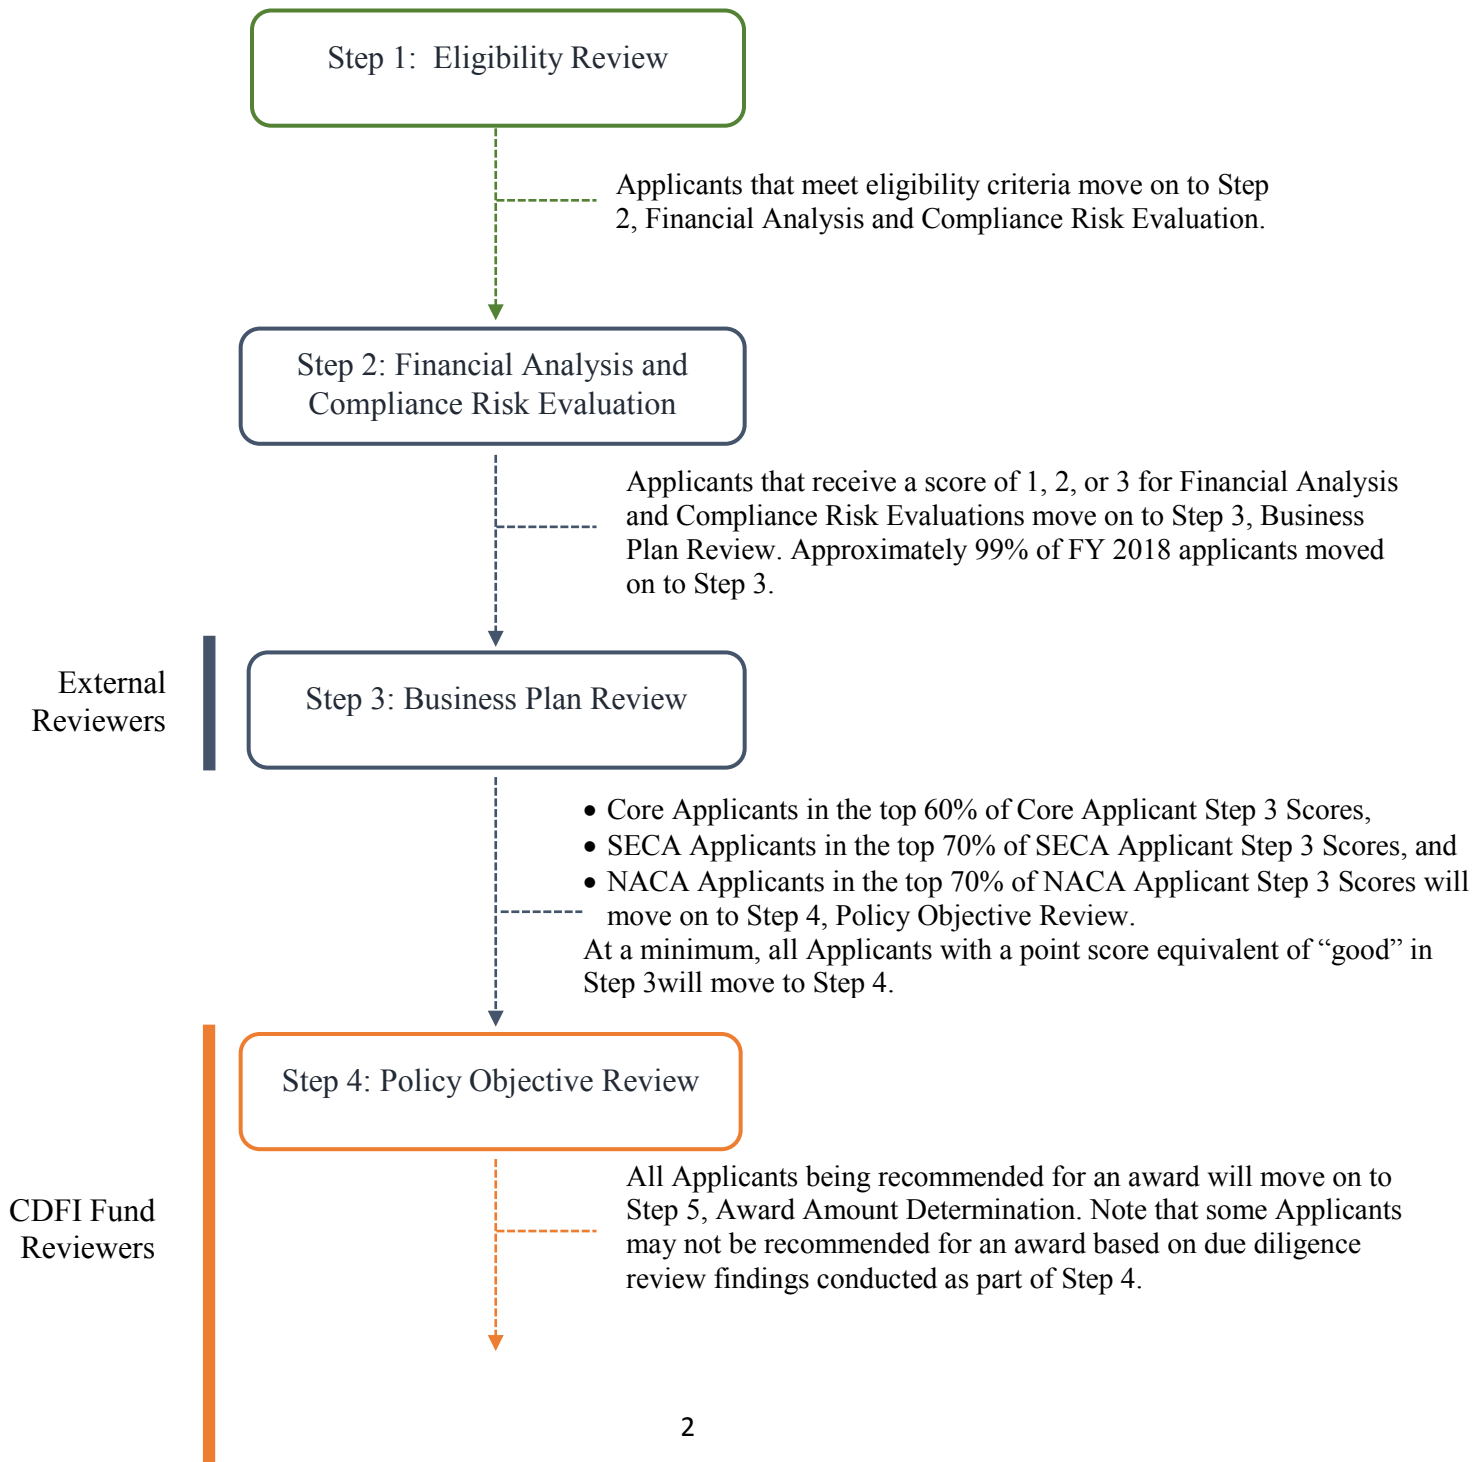 Step 1:  Eligibility Review
Applicants that meet eligibility criteria move on to Step
2, Financial Analysis and Compliance Risk Evaluation.
Step 2: Financial Analysis and
Compliance Risk Evaluation
Applicants that receive a score of 1, 2, or 3 for Financial Analysis
and Compliance Risk Evaluations move on to Step 3, Business
Plan Review. Approximately 99% of FY 2018 applicants moved
on to Step 3.
External
Reviewers
Step 3: Business Plan Review
• Core Applicants in the top 60% of Core Applicant Step 3 Scores,
• SECA Applicants in the top 70% of SECA Applicant Step 3 Scores, and
• NACA Applicants in the top 70% of NACA Applicant Step 3 Scores will
move on to Step 4, Policy Objective Review.
At a minimum, all Applicants with a point score equivalent of “good” in
Step 3will move to Step 4.
Step 4: Policy Objective Review
CDFI Fund
Reviewers
All Applicants being recommended for an award will move on to
Step 5, Award Amount Determination. Note that some Applicants
may not be recommended for an award based on due diligence
review findings conducted as part of Step 4.
2